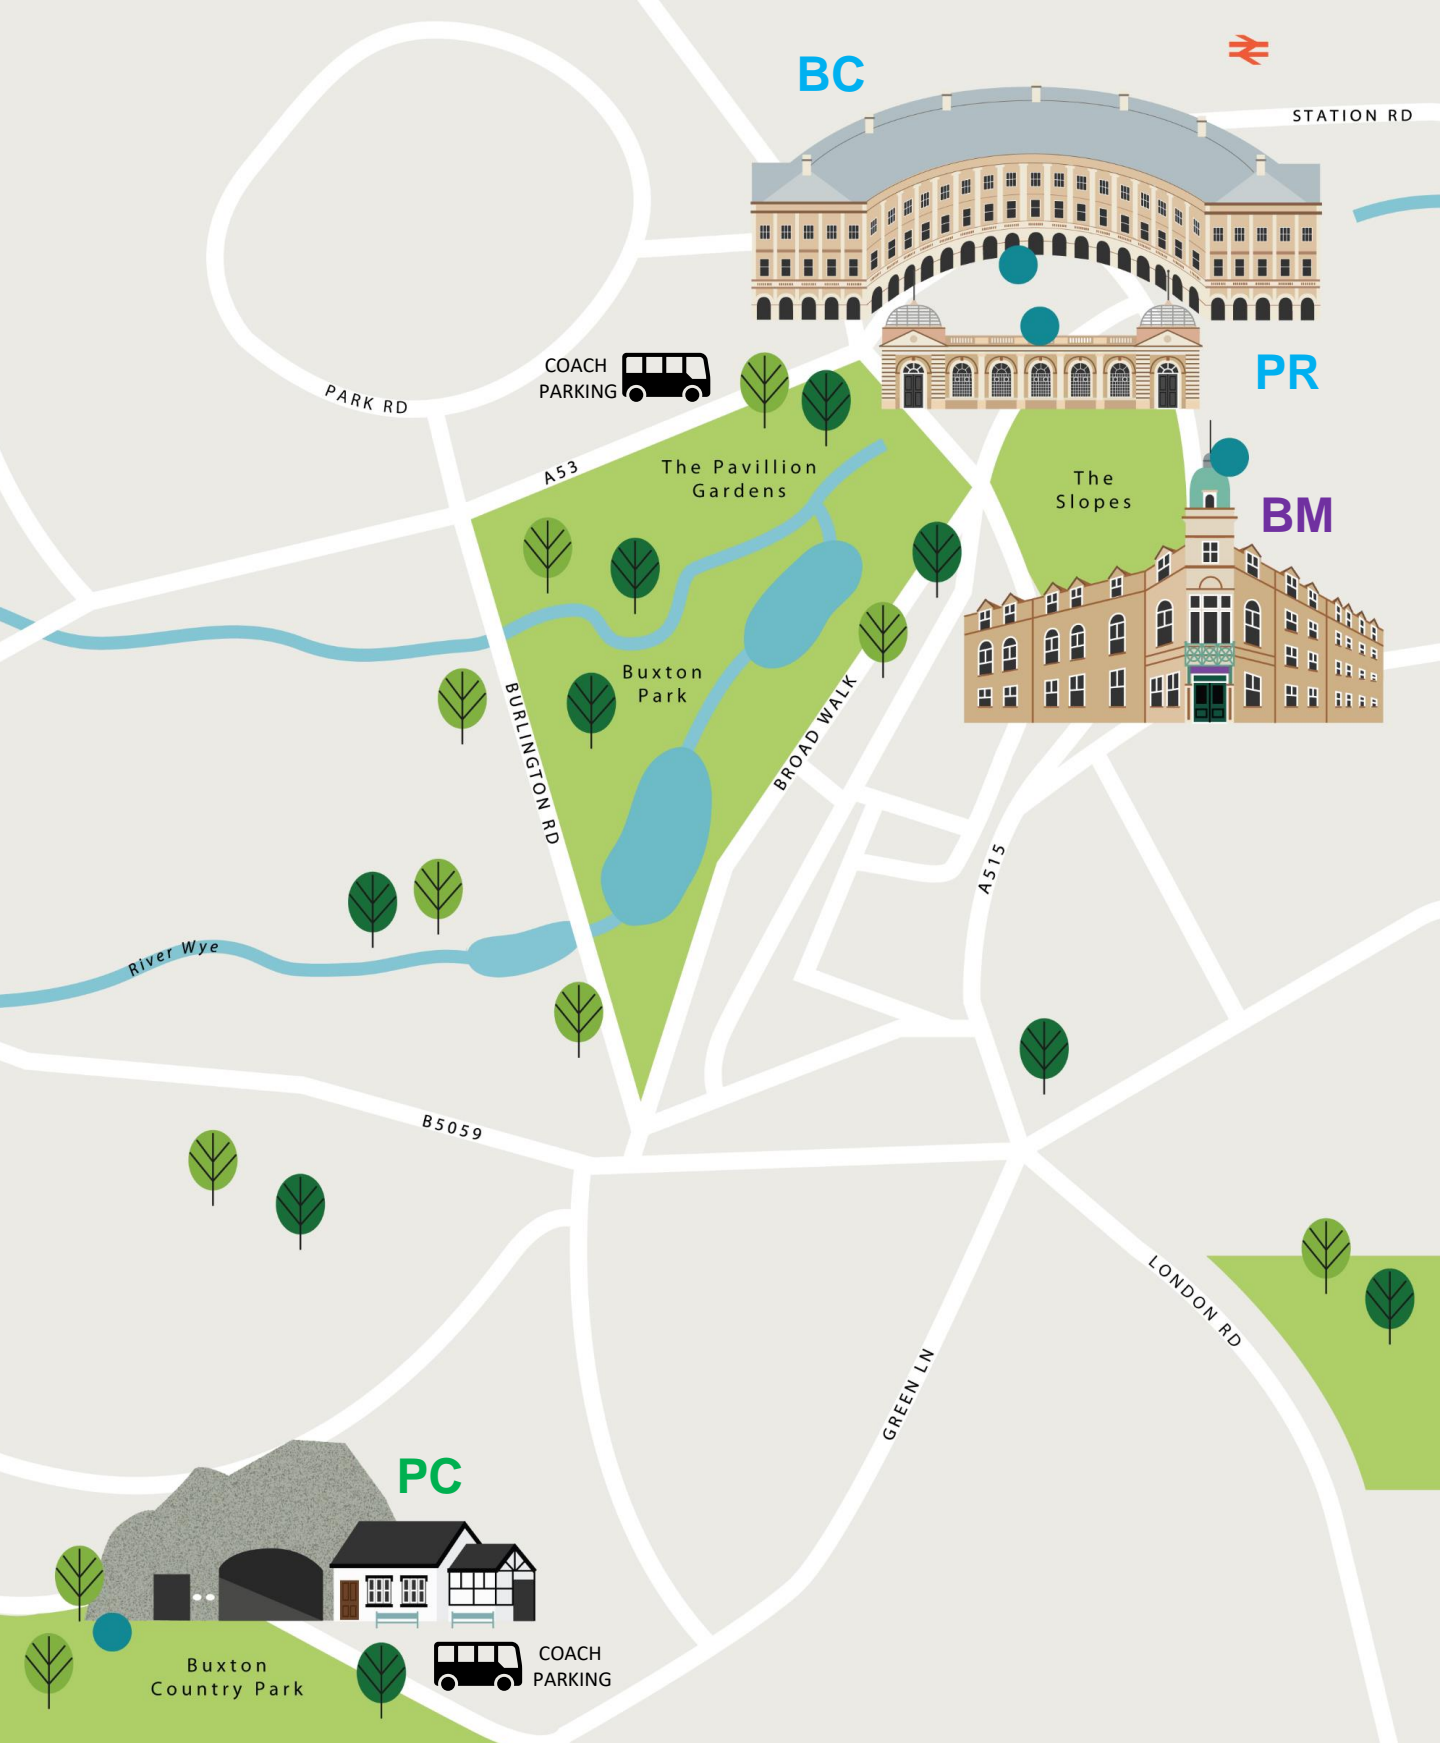 BC
STATION RD
COACH
PARKING
PR
PARK RD
A53
The Pavillion
Gardens
The
Slopes
BM
Buxton
Park
BURLINGTON RD
BROAD WALK
A515
River Wye
B5059
LONDON RD
GREEN LN
PC
COACH
PARKING
Buxton
Country Park